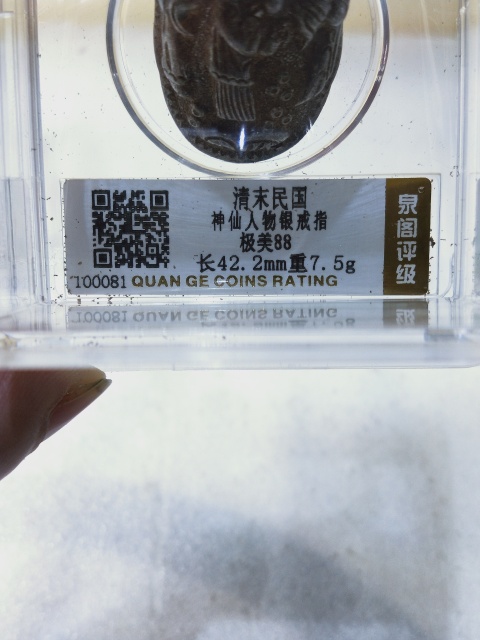 清末民国
神仙人物银戒指
极美88
长42.2mm重7.5g
100081 QUAN GE COINS RATING
泉阁评级